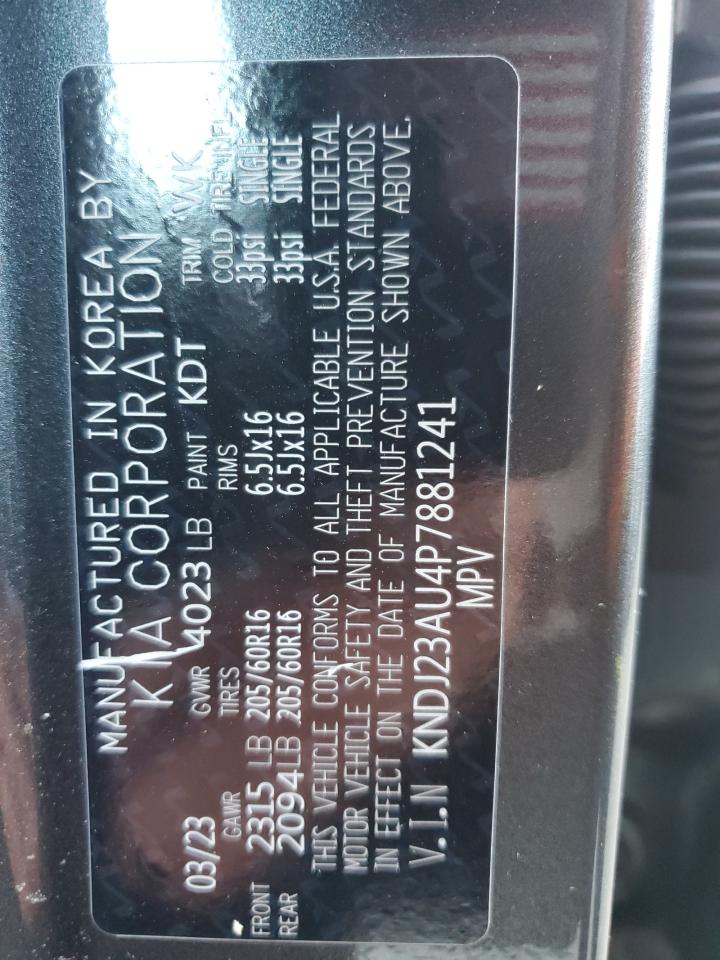 MANUFACTURED IN KOREA BY
KIA CORPORATION
03/23 GVWR 4023 LB PAINT KDT TRIM WK
GAWR TIRES RIMS COLD TIRE INFL
FRONT 2315 LB 205/60R16 6.5Jx16 33psi SINGLE
REAR 2094 LB 205/60R16 6.5Jx16 33psi SINGLE
THIS VEHICLE CONFORMS TO ALL APPLICABLE U.S.A. FEDERAL
MOTOR VEHICLE SAFETY AND THEFT PREVENTION STANDARDS
IN EFFECT ON THE DATE OF MANUFACTURE SHOWN ABOVE.
V.I.N KNDJ23AU4P7881241
MPV